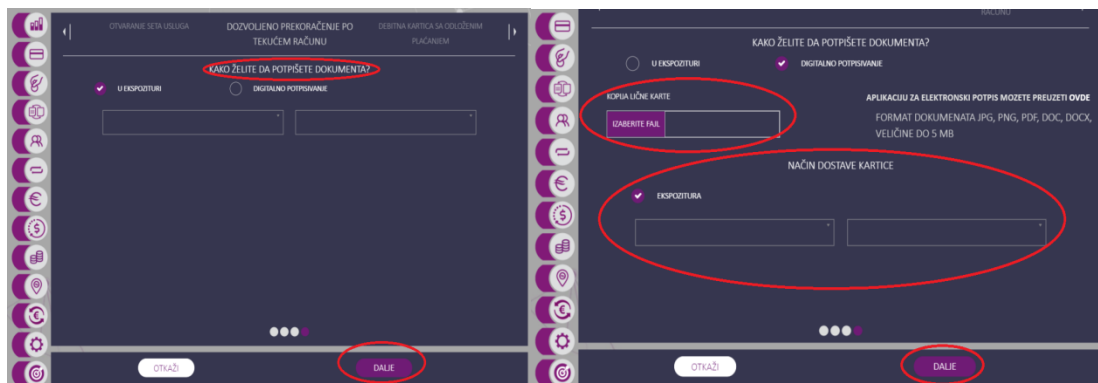 OTVARANJE SETA USLUGA
DOZVOLJENO PREKORAČENJE PO
TEKUĆEM RAČUNU
DEBITNA KARTICA SA ODLOŽENIM
PLAĆANJEM
KAKO ŽELITE DA POTPIŠETE DOKUMENTA?
U EKSPOZITURI
DIGITALNO POTPISIVANJE
OTKAŽI
DALJE
RAČUNU
KAKO ŽELITE DA POTPIŠETE DOKUMENTA?
U EKSPOZITURI
DIGITALNO POTPISIVANJE
KOPIJA LIČNE KARTE
IZABERITE FAJL
APLIKACIJU ZA ELEKTRONSKI POTPIS MOZETE PREUZETI OVDE
FORMAT DOKUMENATA JPG, PNG, PDF, DOC, DOCX,
VELIČINE DO 5 MB
NAČIN DOSTAVE KARTICE
EKSPOZITURA
OTKAŽI
DALJE